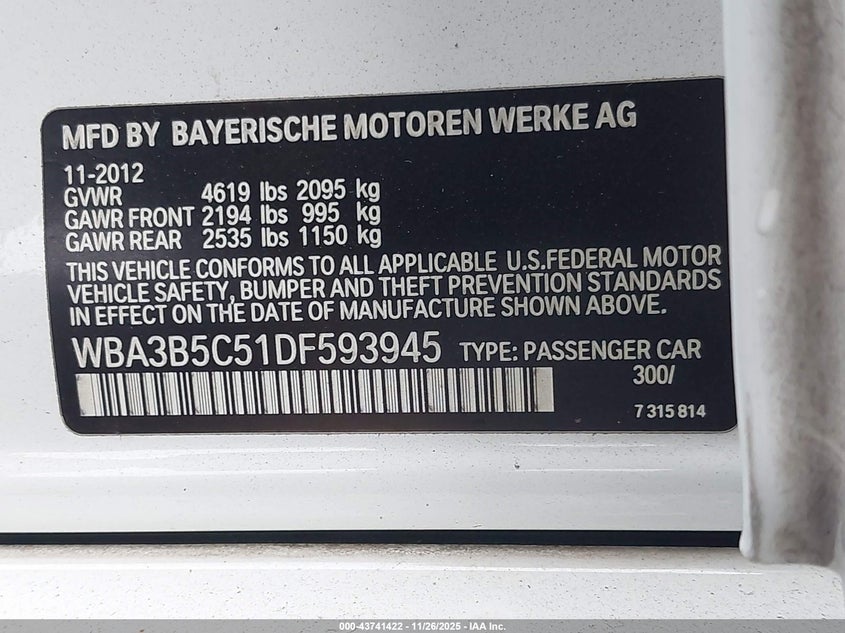 MFD BY BAYERISCHE MOTOREN WERKE AG
11-2012
GVWR 4619 lbs 2095 kg
GAWR FRONT 2194 lbs 995 kg
GAWR REAR 2535 lbs 1150 kg
THIS VEHICLE CONFORMS TO ALL APPLICABLE U.S.FEDERAL MOTOR
VEHICLE SAFETY, BUMPER AND THEFT PREVENTION STANDARDS
IN EFFECT ON THE DATE OF MANUFACTURE SHOWN ABOVE.
WBA3B5C51DF593945 TYPE: PASSENGER CAR
300/
7 315 814
000-43741422 - 11/26/2025 - IAA Inc.